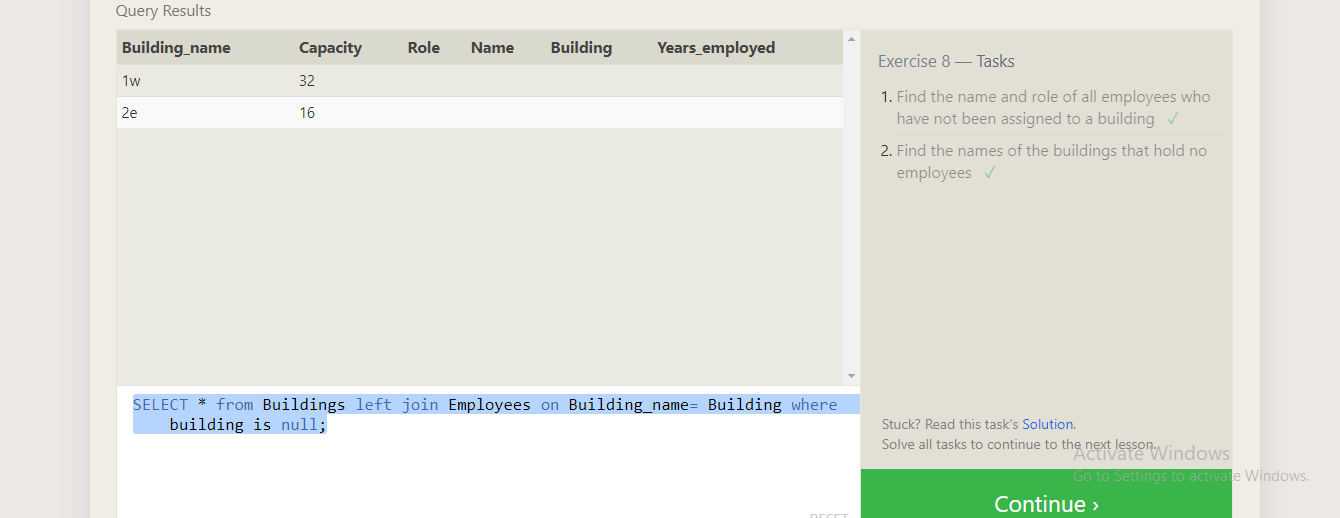 Query Results
Building_name Capacity Role Name Building Years_employed
1w 32
2e 16
Exercise 8 — Tasks
1. Find the name and role of all employees who
have not been assigned to a building ✓
2. Find the names of the buildings that hold no
employees ✓
SELECT * from Buildings left join Employees on Building_name= Building where
building is null;
Stuck? Read this task's Solution.
Solve all tasks to continue to the next lesson.
Activate Windows
Go to Settings to activate Windows.
Continue ›
RESET